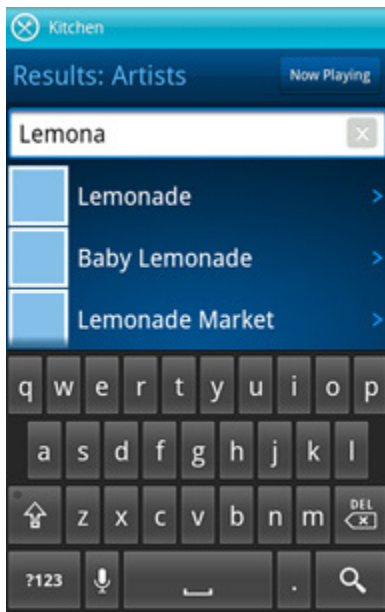 Kitchen
Results: Artists
Now Playing
Lemona
Lemonade
Baby Lemonade
Lemonade Market
q w e r t y u i o p
a s d f g h j k l
z x c v b n m DEL
?123 .